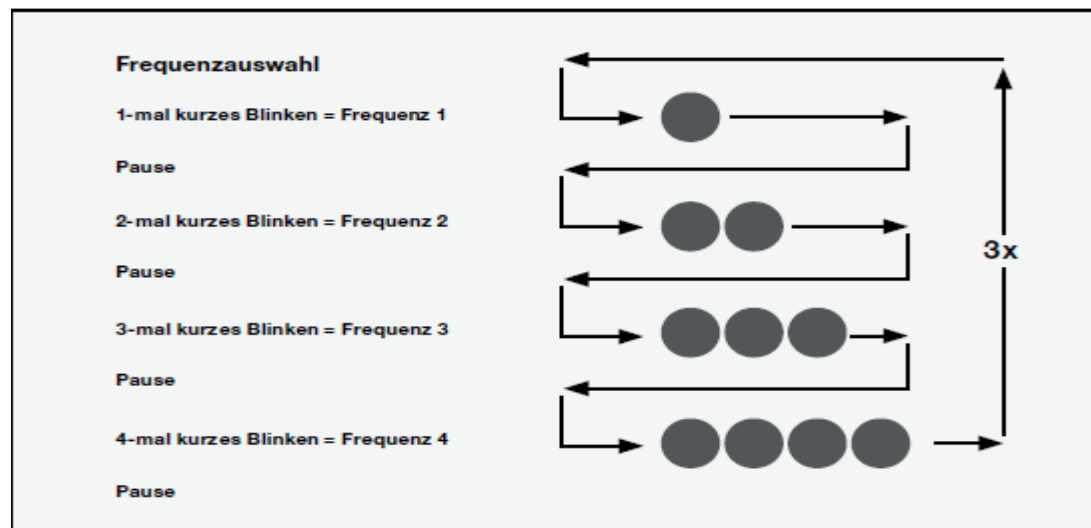 Frequenzauswahl
1-mal kurzes Blinken = Frequenz 1
Pause
2-mal kurzes Blinken = Frequenz 2
Pause
3x
3-mal kurzes Blinken = Frequenz 3
Pause
4-mal kurzes Blinken = Frequenz 4
Pause